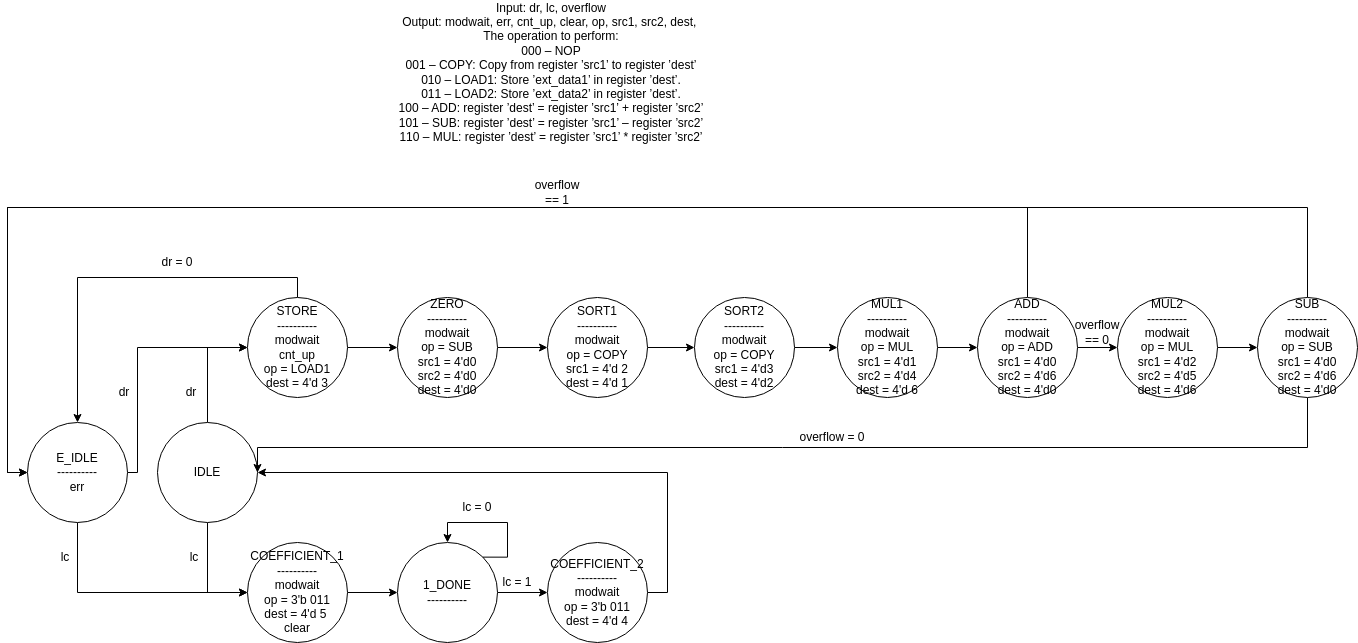 Input: dr, lc, overflow
Output: modwait, err, cnt_up, clear, op, src1, src2, dest,
The operation to perform:
000 – NOP
001 – COPY: Copy from register ’src1’ to register ’dest’
010 – LOAD1: Store ’ext_data1’ in register ’dest’.
011 – LOAD2: Store ’ext_data2’ in register ’dest’.
100 – ADD: register ’dest’ = register ’src1’ + register ’src2’
101 – SUB: register ’dest’ = register ’src1’ – register ’src2’
110 – MUL: register ’dest’ = register ’src1’ * register ’src2’
overflow
== 1
dr = 0
STORE
----------
modwait
cnt_up
op = LOAD1
dest = 4'd 3
ZERO
----------
modwait
op = SUB
src1 = 4'd0
src2 = 4'd0
dest = 4'd0
SORT1
----------
modwait
op = COPY
src1 = 4'd 2
dest = 4'd 1
SORT2
----------
modwait
op = COPY
src1 = 4'd3
dest = 4'd2
MUL1
----------
modwait
op = MUL
src1 = 4'd1
src2 = 4'd4
dest = 4'd 6
ADD
----------
modwait
op = ADD
src1 = 4'd0
src2 = 4'd6
dest = 4'd0
overflow
== 0
MUL2
----------
modwait
op = MUL
src1 = 4'd2
src2 = 4'd5
dest = 4'd6
SUB
----------
modwait
op = SUB
src1 = 4'd0
src2 = 4'd6
dest = 4'd0
dr
dr
overflow = 0
E_IDLE
----------
err
IDLE
lc
lc
lc = 0
COEFFICIENT_1
----------
modwait
op = 3'b 011
dest = 4'd 5
clear
1_DONE
----------
lc = 1
COEFFICIENT_2
----------
modwait
op = 3'b 011
dest = 4'd 4